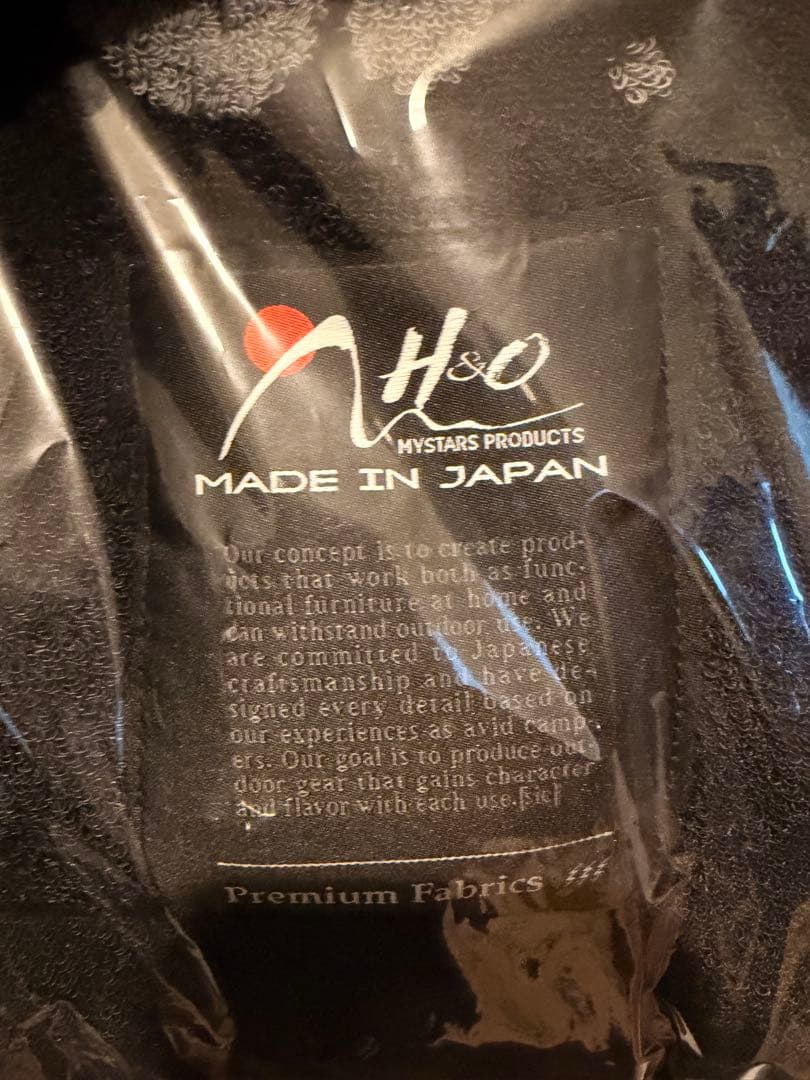 H&O
MYSTARS PRODUCTS
MADE IN JAPAN
Our concept is to create prod-
ucts that work both as func-
tional furniture at home and
can withstand outdoor use. We
are committed to Japanese
craftsmanship and have de-
signed every detail based on
our experiences as avid camp-
ers. Our goal is to produce out-
door gear that gains character
and flavor with each use.[sic]
Premium Fabrics